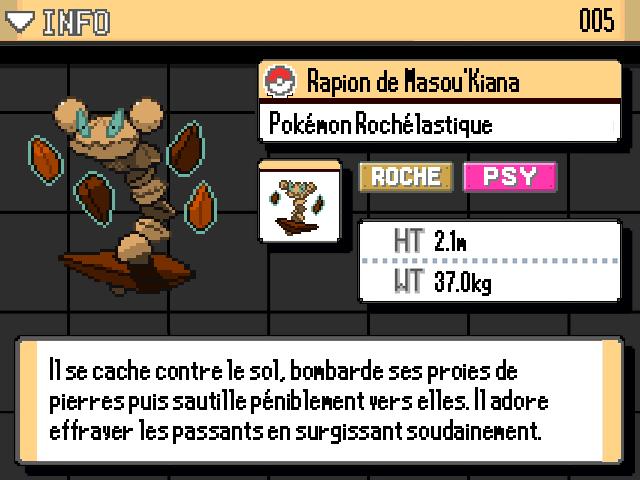 INFO
005
Rapion de Masou'Kiana
Pokémon Rochélastique
ROCHE PSY
HT 2.1m
WT 37.0kg
Il se cache contre le sol, bombarde ses proies de
pierres puis sautille péniblement vers elles. Il adore
effrayer les passants en surgissant soudainement.